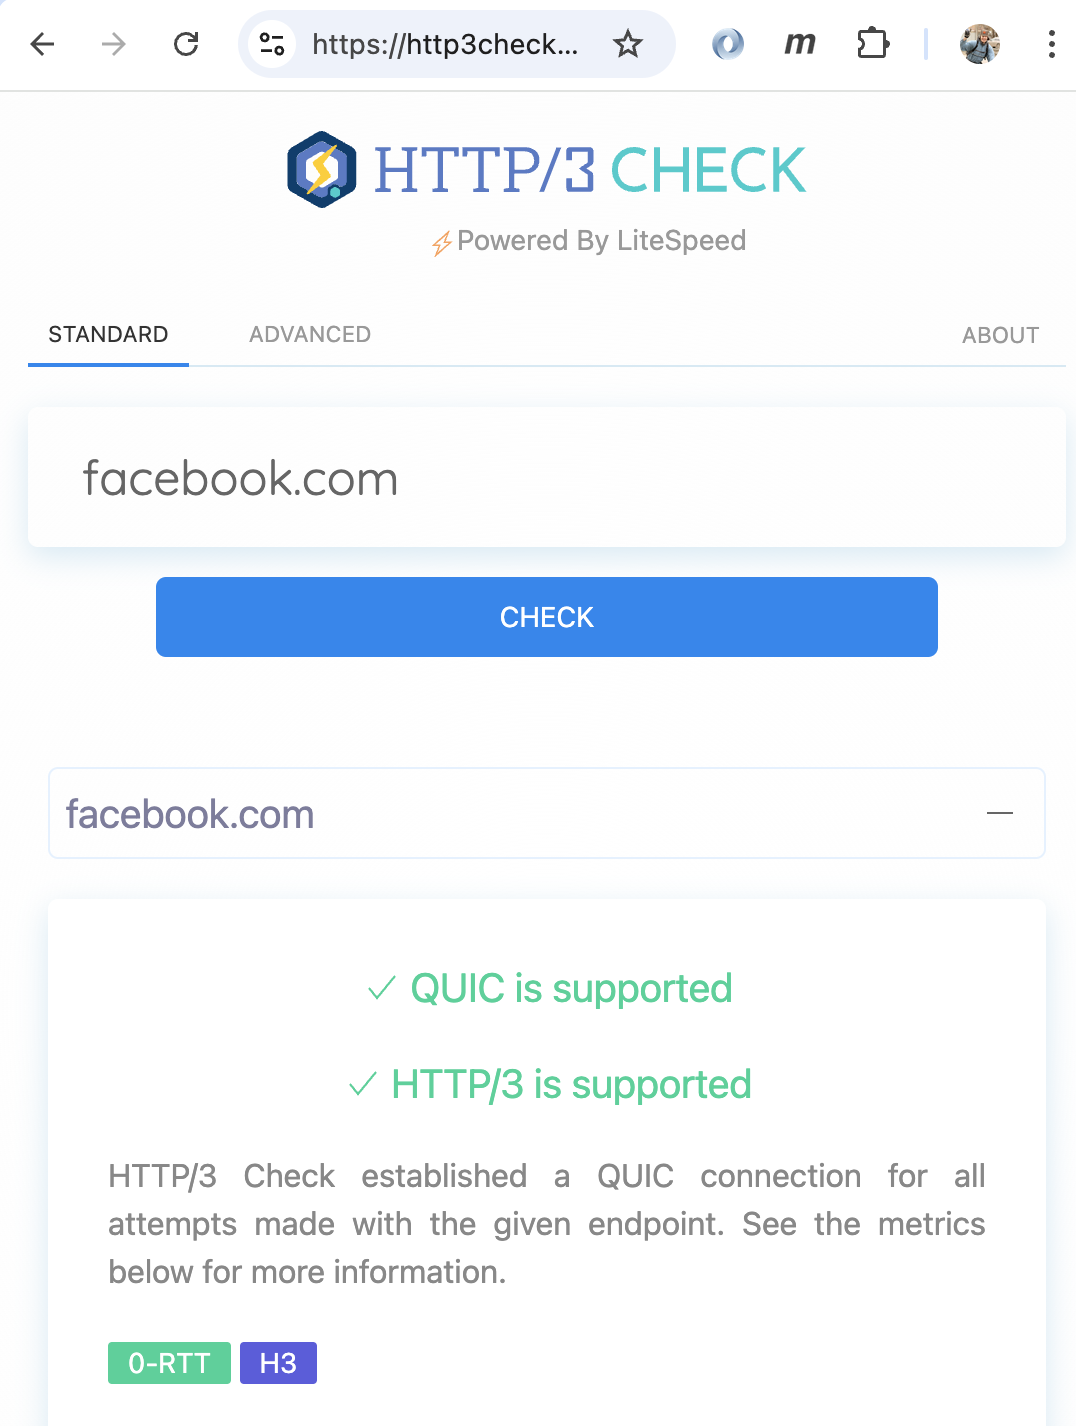 https://http3check...
m
HTTP/3 CHECK
Powered By LiteSpeed
STANDARD
ADVANCED
ABOUT
facebook.com
CHECK
facebook.com
QUIC is supported
HTTP/3 is supported
HTTP/3 Check established a QUIC connection for all
attempts made with the given endpoint. See the metrics
below for more information.
0-RTT
H3